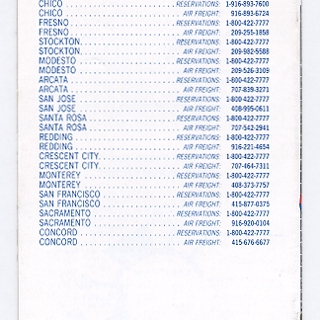 CHICO . . . . . . . . . . . . . . . . . . . . . . RESERVATIONS: 1-916-893-7600
CHICO . . . . . . . . . . . . . . . . . . . . . . AIR FREIGHT: 916-893-6724
FRESNO . . . . . . . . . . . . . . . . . . . . . . RESERVATIONS: 1-800-422-7777
FRESNO . . . . . . . . . . . . . . . . . . . . . . AIR FREIGHT: 209-255-1858
STOCKTON. . . . . . . . . . . . . . . . . . . . . RESERVATIONS: 1-800-422-7777
STOCKTON. . . . . . . . . . . . . . . . . . . . . AIR FREIGHT: 209-982-5588
MODESTO . . . . . . . . . . . . . . . . . . . . . RESERVATIONS: 1-800-422-7777
MODESTO . . . . . . . . . . . . . . . . . . . . . AIR FREIGHT: 209-526-3109
ARCATA . . . . . . . . . . . . . . . . . . . . . . RESERVATIONS: 1-800-422-7777
ARCATA . . . . . . . . . . . . . . . . . . . . . . AIR FREIGHT: 707-839-3271
SAN JOSE . . . . . . . . . . . . . . . . . . . . . RESERVATIONS: 1-800-422-7777
SAN JOSE . . . . . . . . . . . . . . . . . . . . . AIR FREIGHT: 408-995-0611
SANTA ROSA . . . . . . . . . . . . . . . . . . . RESERVATIONS: 1-800-422-7777
SANTA ROSA . . . . . . . . . . . . . . . . . . . AIR FREIGHT: 707-542-2941
REDDING . . . . . . . . . . . . . . . . . . . . . RESERVATIONS: 1-800-422-7777
REDDING . . . . . . . . . . . . . . . . . . . . . AIR FREIGHT: 916-221-4654
CRESCENT CITY. . . . . . . . . . . . . . . . . . RESERVATIONS: 1-800-422-7777
CRESCENT CITY. . . . . . . . . . . . . . . . . . AIR FREIGHT: 707-464-7311
MONTEREY . . . . . . . . . . . . . . . . . . . . RESERVATIONS: 1-800-422-7777
MONTEREY . . . . . . . . . . . . . . . . . . . . AIR FREIGHT: 408-373-3757
SAN FRANCISCO . . . . . . . . . . . . . . . . . RESERVATIONS: 1-800-422-7777
SAN FRANCISCO . . . . . . . . . . . . . . . . . AIR FREIGHT: 415-877-0375
SACRAMENTO . . . . . . . . . . . . . . . . . . . RESERVATIONS: 1-800-422-7777
SACRAMENTO . . . . . . . . . . . . . . . . . . . AIR FREIGHT: 916-920-0104
CONCORD . . . . . . . . . . . . . . . . . . . . . RESERVATIONS: 1-800-422-7777
CONCORD . . . . . . . . . . . . . . . . . . . . . AIR FREIGHT: 415-676-6677